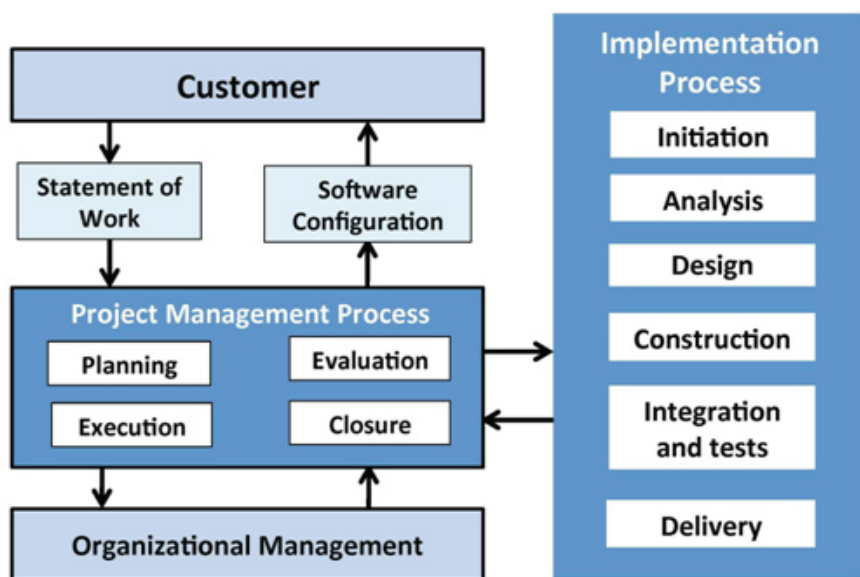 Customer
Statement of
Work
Software
Configuration
Project Management Process
Planning
Evaluation
Execution
Closure
Organizational Management
Implementation
Process
Initiation
Analysis
Design
Construction
Integration
and tests
Delivery